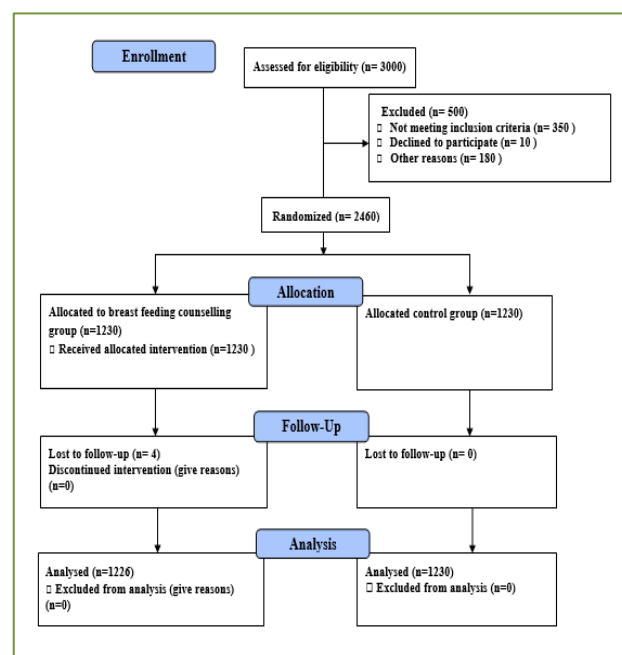 Enrollment
Assessed for eligibility (n= 3000)
Excluded (n= 500)
▯ Not meeting inclusion criteria (n= 350 )
▯ Declined to participate (n= 10 )
▯ Other reasons (n= 180 )
Randomized (n= 2460)
Allocation
Allocated to breast feeding counselling
group (n=1230)
▯ Received allocated intervention (n=1230 )
Allocated control group (n=1230)
Follow-Up
Lost to follow-up (n= 4)
Discontinued intervention (give reasons)
(n=0)
Lost to follow-up (n= 0)
Analysis
Analysed (n=1226)
▯ Excluded from analysis (give reasons)
(n=0)
Analysed (n=1230)
▯ Excluded from analysis (n=0)